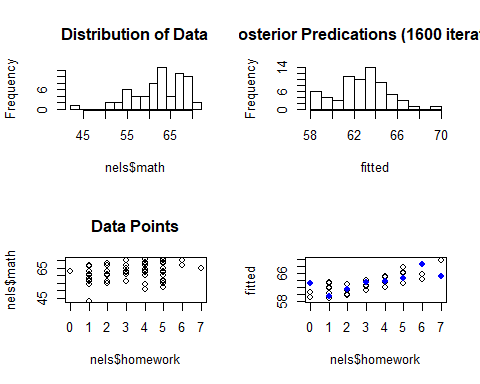 Distribution of Data
Frequency
6
0
45 55 65
nels$math
osterior Predications (1600 iterat
Frequency
14
6
0
58 62 66 70
fitted
Data Points
nels$math
65
45
0 1 2 3 4 5 6 7
nels$homework
fitted
66
58
0 1 2 3 4 5 6 7
nels$homework